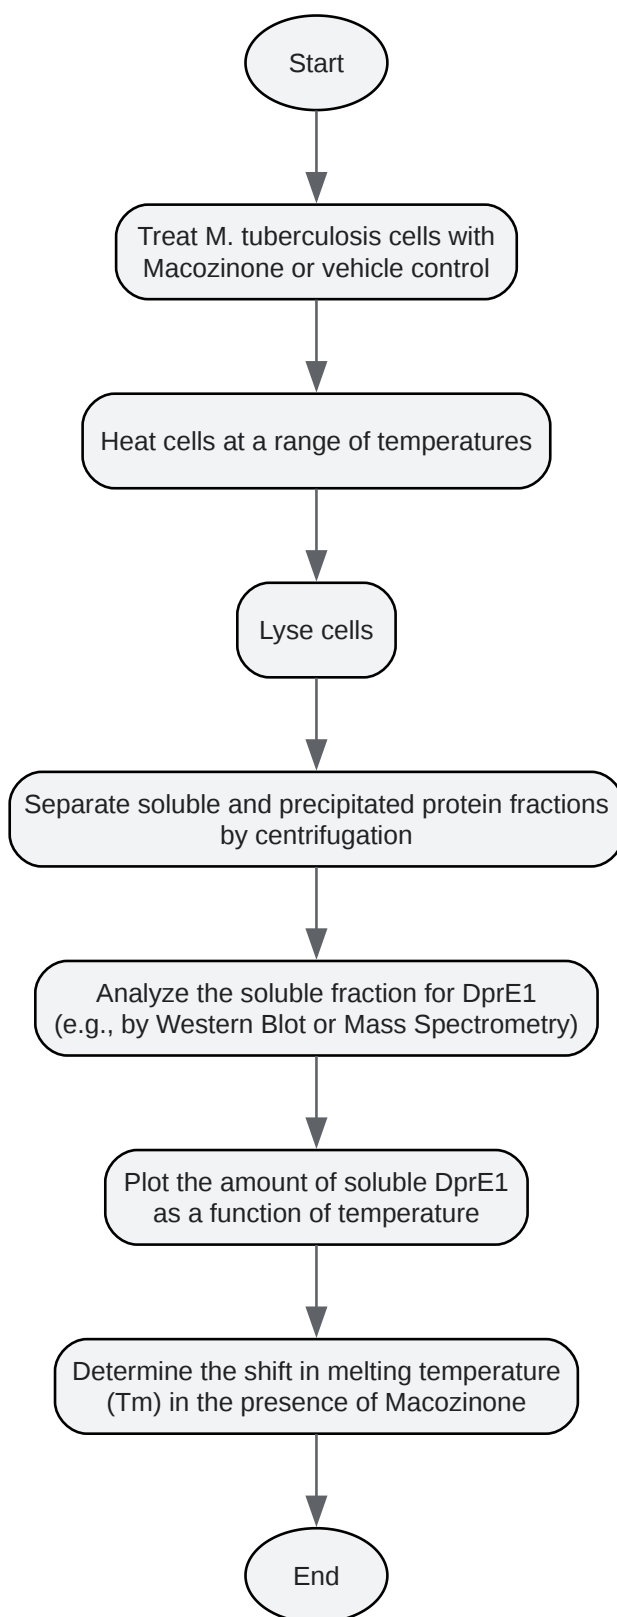 Start
Treat M. tuberculosis cells with
Macozinone or vehicle control
Heat cells at a range of temperatures
Lyse cells
Separate soluble and precipitated protein fractions
by centrifugation
Analyze the soluble fraction for DprE1
(e.g., by Western Blot or Mass Spectrometry)
Plot the amount of soluble DprE1
as a function of temperature
Determine the shift in melting temperature
(Tm) in the presence of Macozinone
End